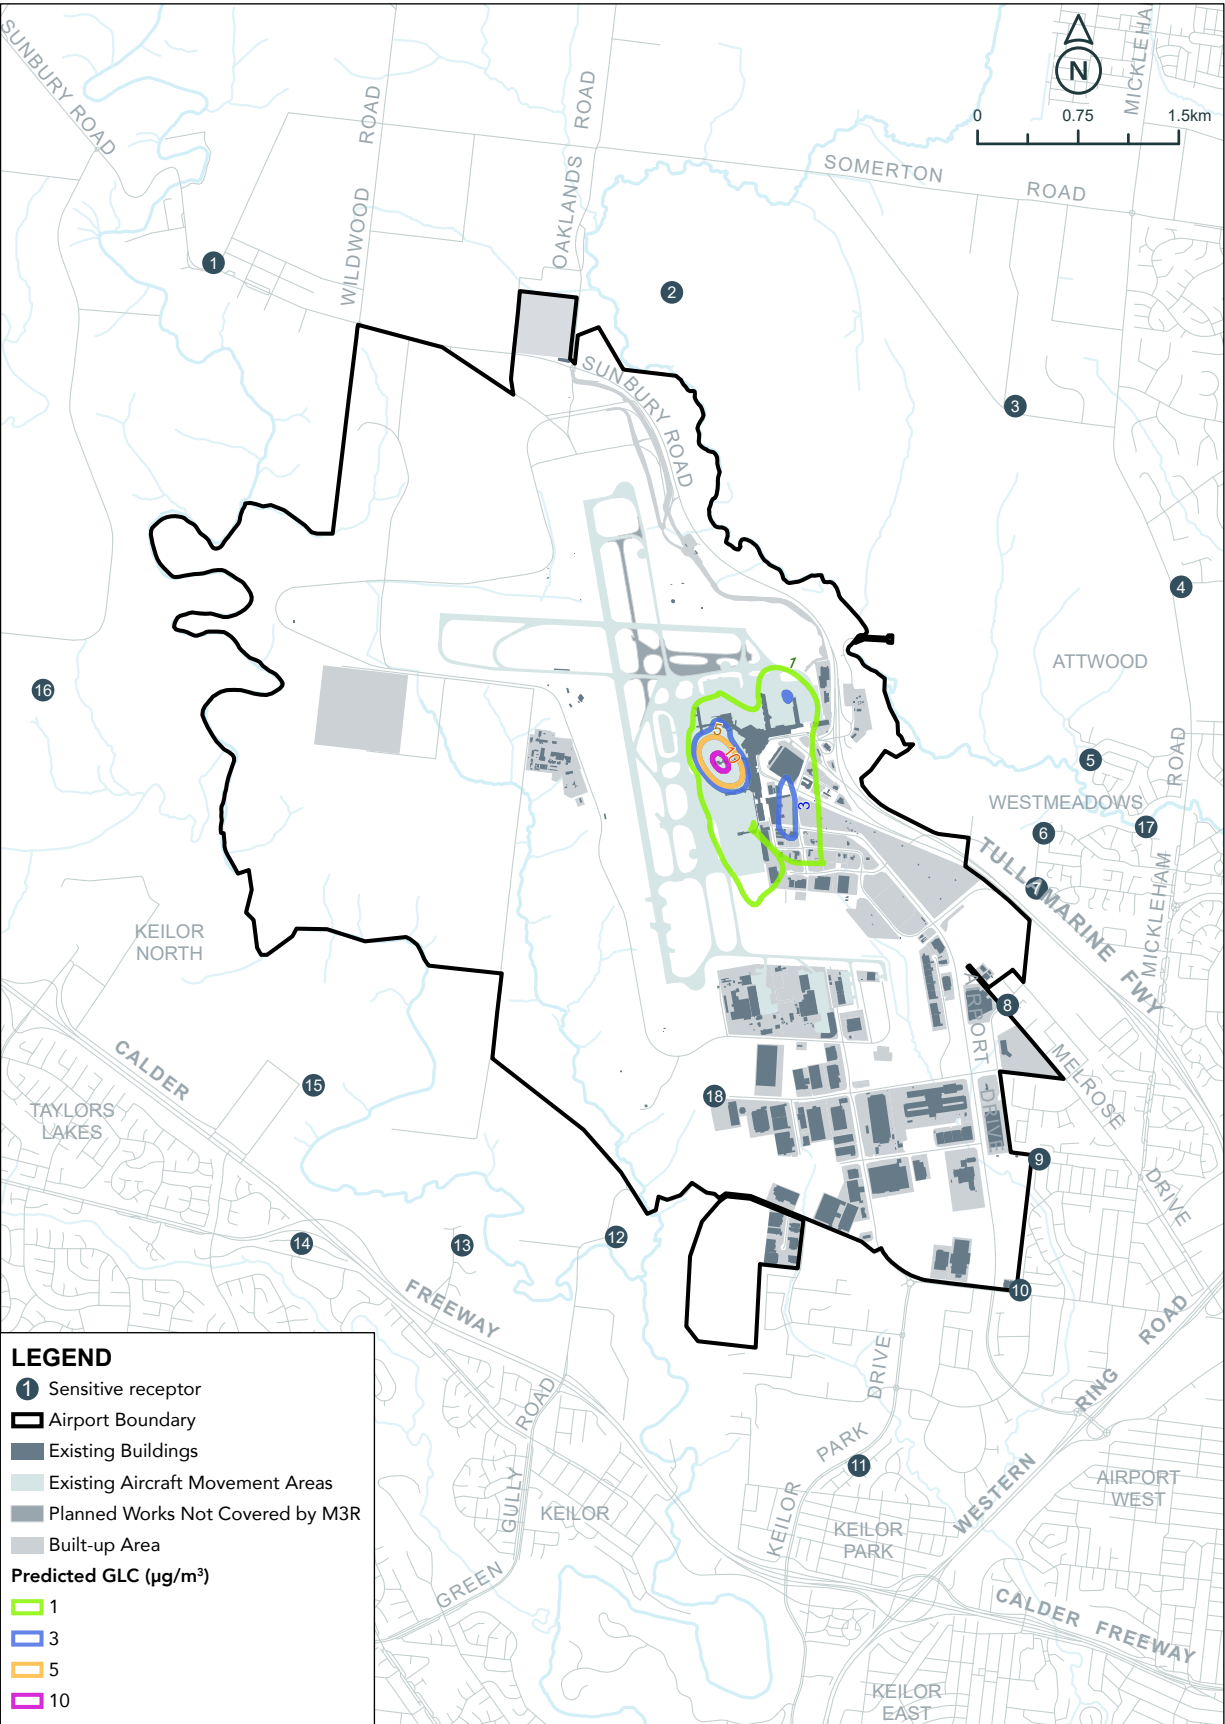 SUNBURY ROAD
WILDWOOD
ROAD
OAKLANDS
ROAD
MICKLEHA
N
0
0.75
1.5km
SOMERTON
ROAD
1
2
SUNBURY ROAD
3
4
ATTWOOD
16
1
5
10
3
5
ROAD
WESTMEADOWS
6
17
7
TULLAMARINE FWY
MICKLEHAM
KEILOR
NORTH
8
AIRPORT
DRIVE
MELROSE
DRIVE
CALDER
FREEWAY
15
18
TAYLORS
LAKES
9
14
13
12
10
RING
ROAD
WESTERN
DRIVE
PARK
KEILOR
11
AIRPORT
WEST
KEILOR
PARK
ROAD
GULLY
GREEN
KEILOR
CALDER FREEWAY
KEILOR
EAST
LEGEND
1 Sensitive receptor
Airport Boundary
Existing Buildings
Existing Aircraft Movement Areas
Planned Works Not Covered by M3R
Built-up Area
Predicted GLC (µg/m³)
1
3
5
10